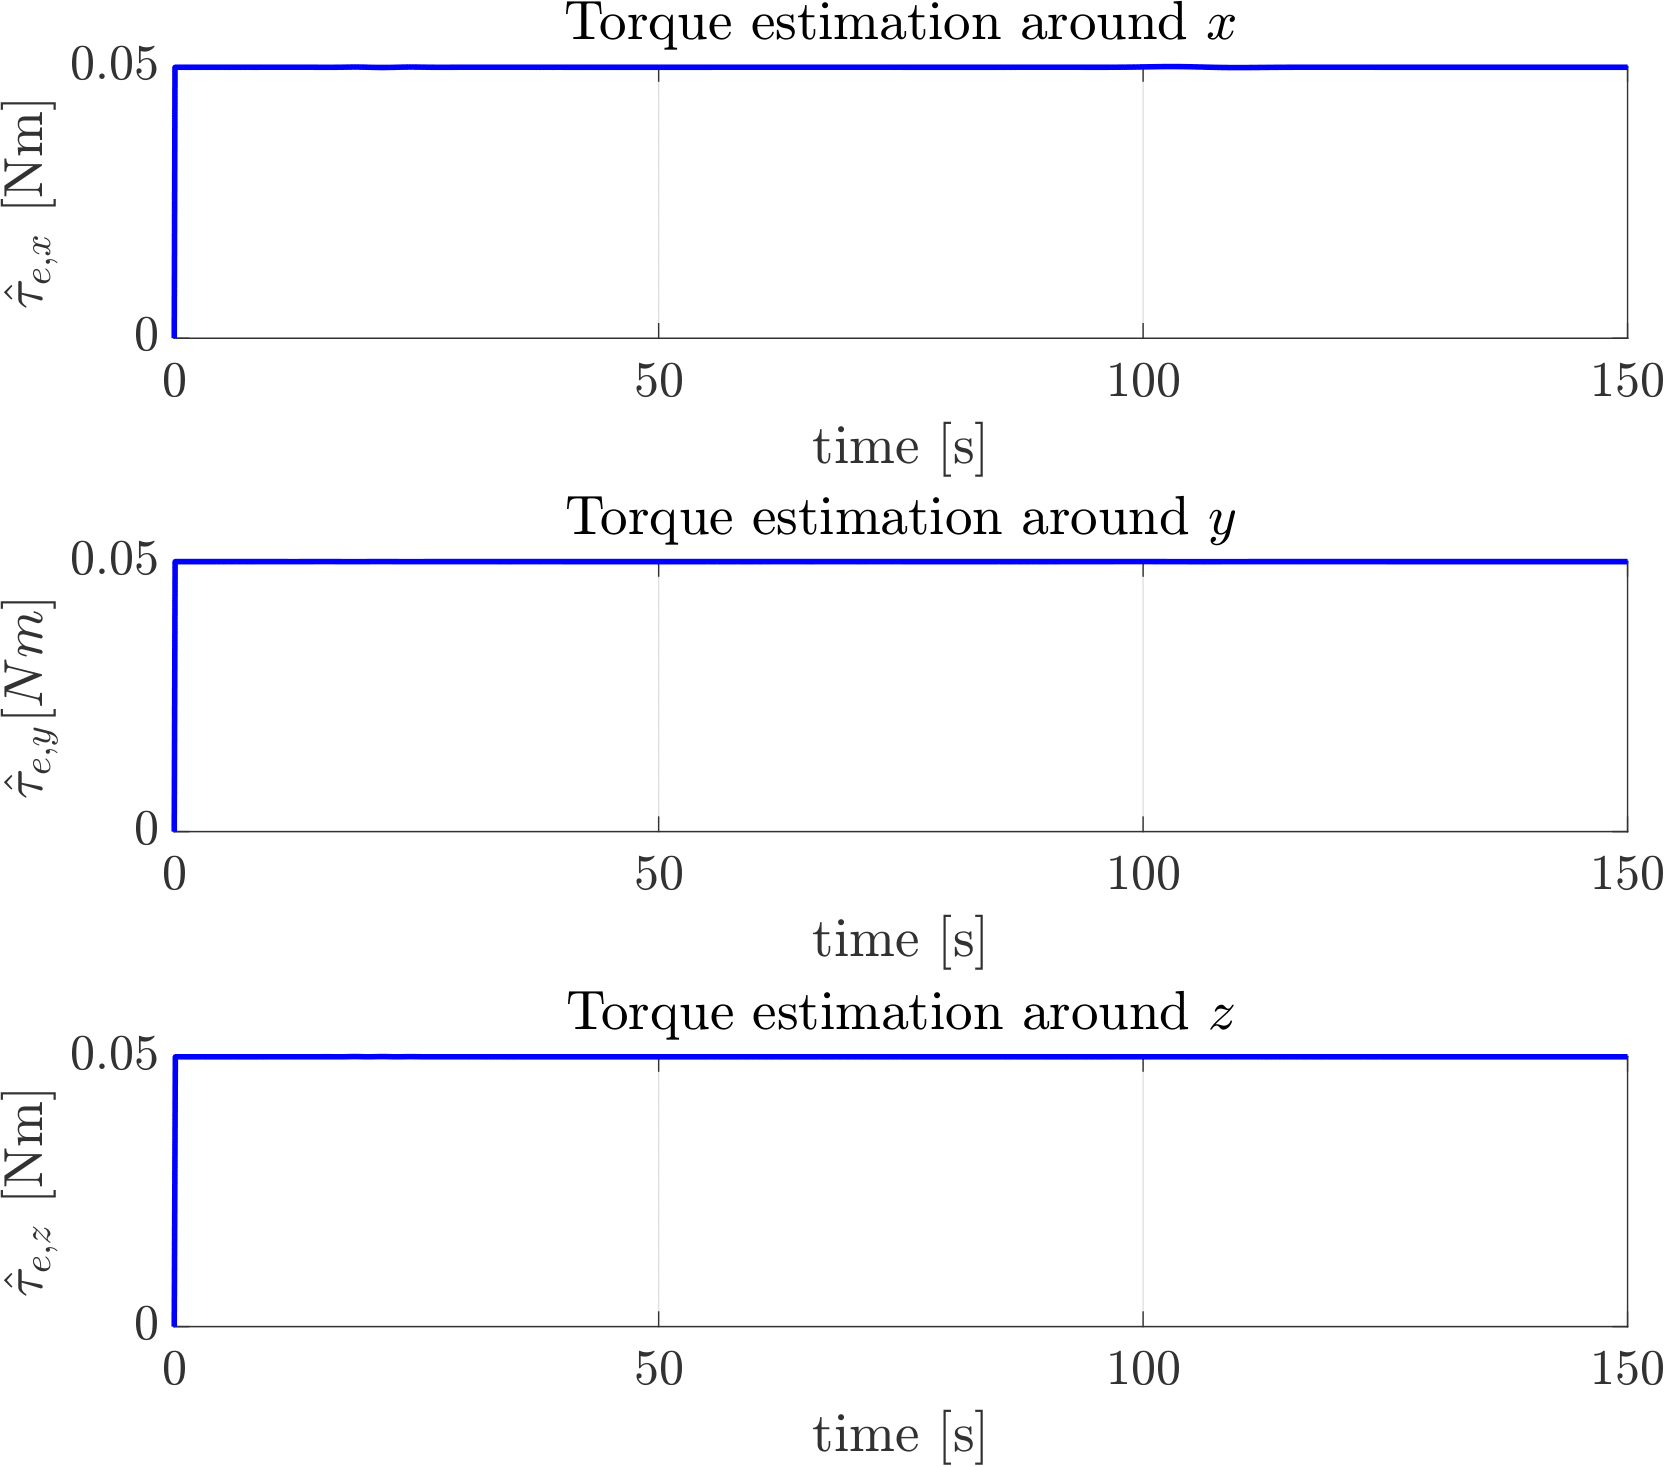 Torque estimation around x
0.05
τ̂e,x [Nm]
0
0 50 100 150
time [s]
Torque estimation around y
0.05
τ̂e,y[Nm]
0
0 50 100 150
time [s]
Torque estimation around z
0.05
τ̂e,z [Nm]
0
0 50 100 150
time [s]